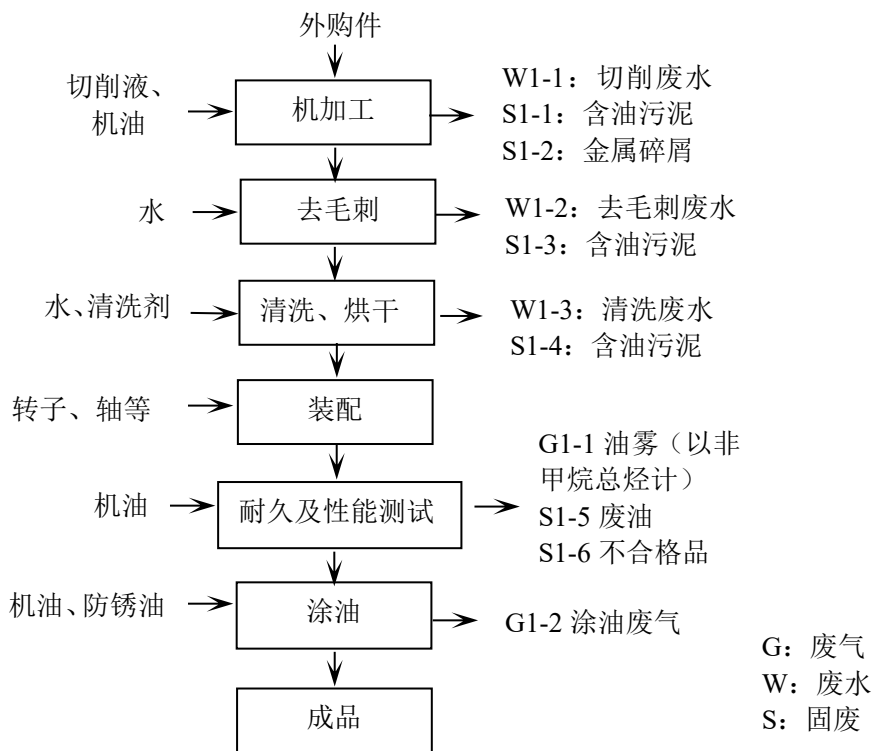 外购件
切削液、
机油
机加工
W1-1：切削废水
S1-1：含油污泥
S1-2：金属碎屑
水
去毛刺
W1-2：去毛刺废水
S1-3：含油污泥
水、清洗剂
清洗、烘干
W1-3：清洗废水
S1-4：含油污泥
转子、轴等
装配
机油
耐久及性能测试
G1-1 油雾（以非
甲烷总烃计）
S1-5 废油
S1-6 不合格品
机油、防锈油
涂油
G1-2 涂油废气
成品
G：废气
W：废水
S：固废